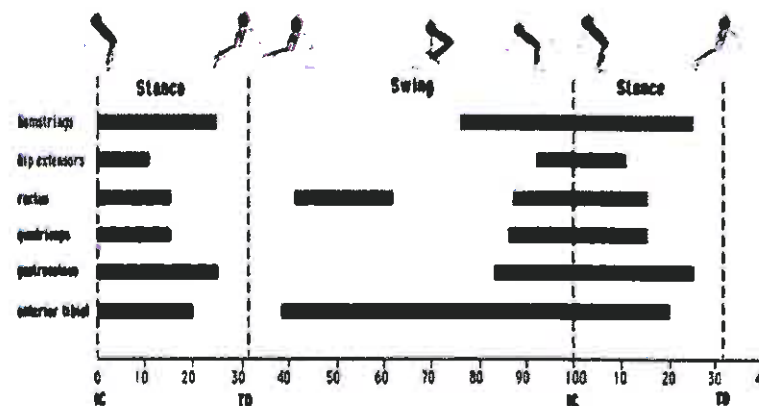 Stance Swing Stance
hamstrings
hip extensors
rectus
quadriceps
gastrosoleus
anterior tibial
0 10 20 30 40 50 60 70 80 90 100 10 20 30
IC TO IC TO